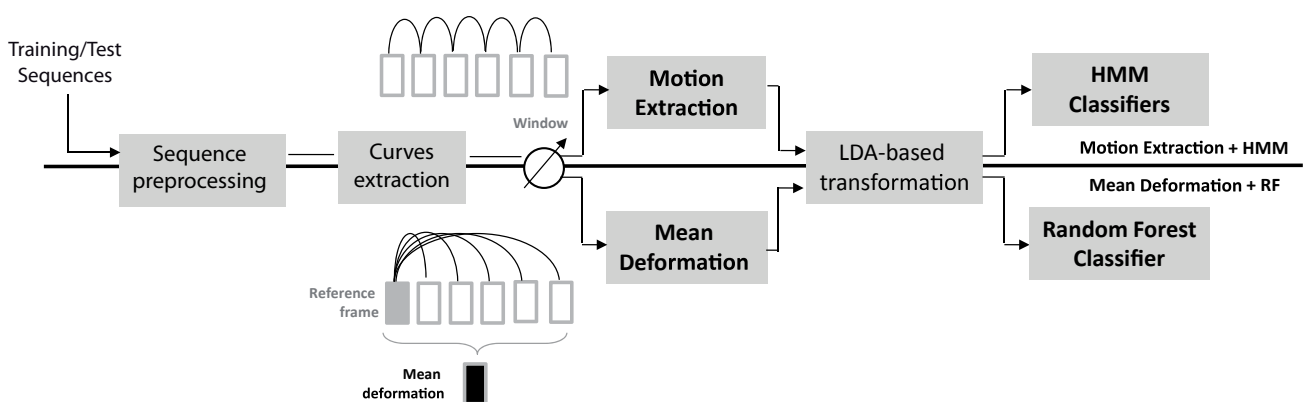 Training/Test
Sequences
Sequence
preprocessing
Curves
extraction
Window
Motion
Extraction
Mean
Deformation
LDA-based
transformation
HMM
Classifiers
Motion Extraction + HMM
Mean Deformation + RF
Random Forest
Classifier
Reference
frame
Mean
deformation